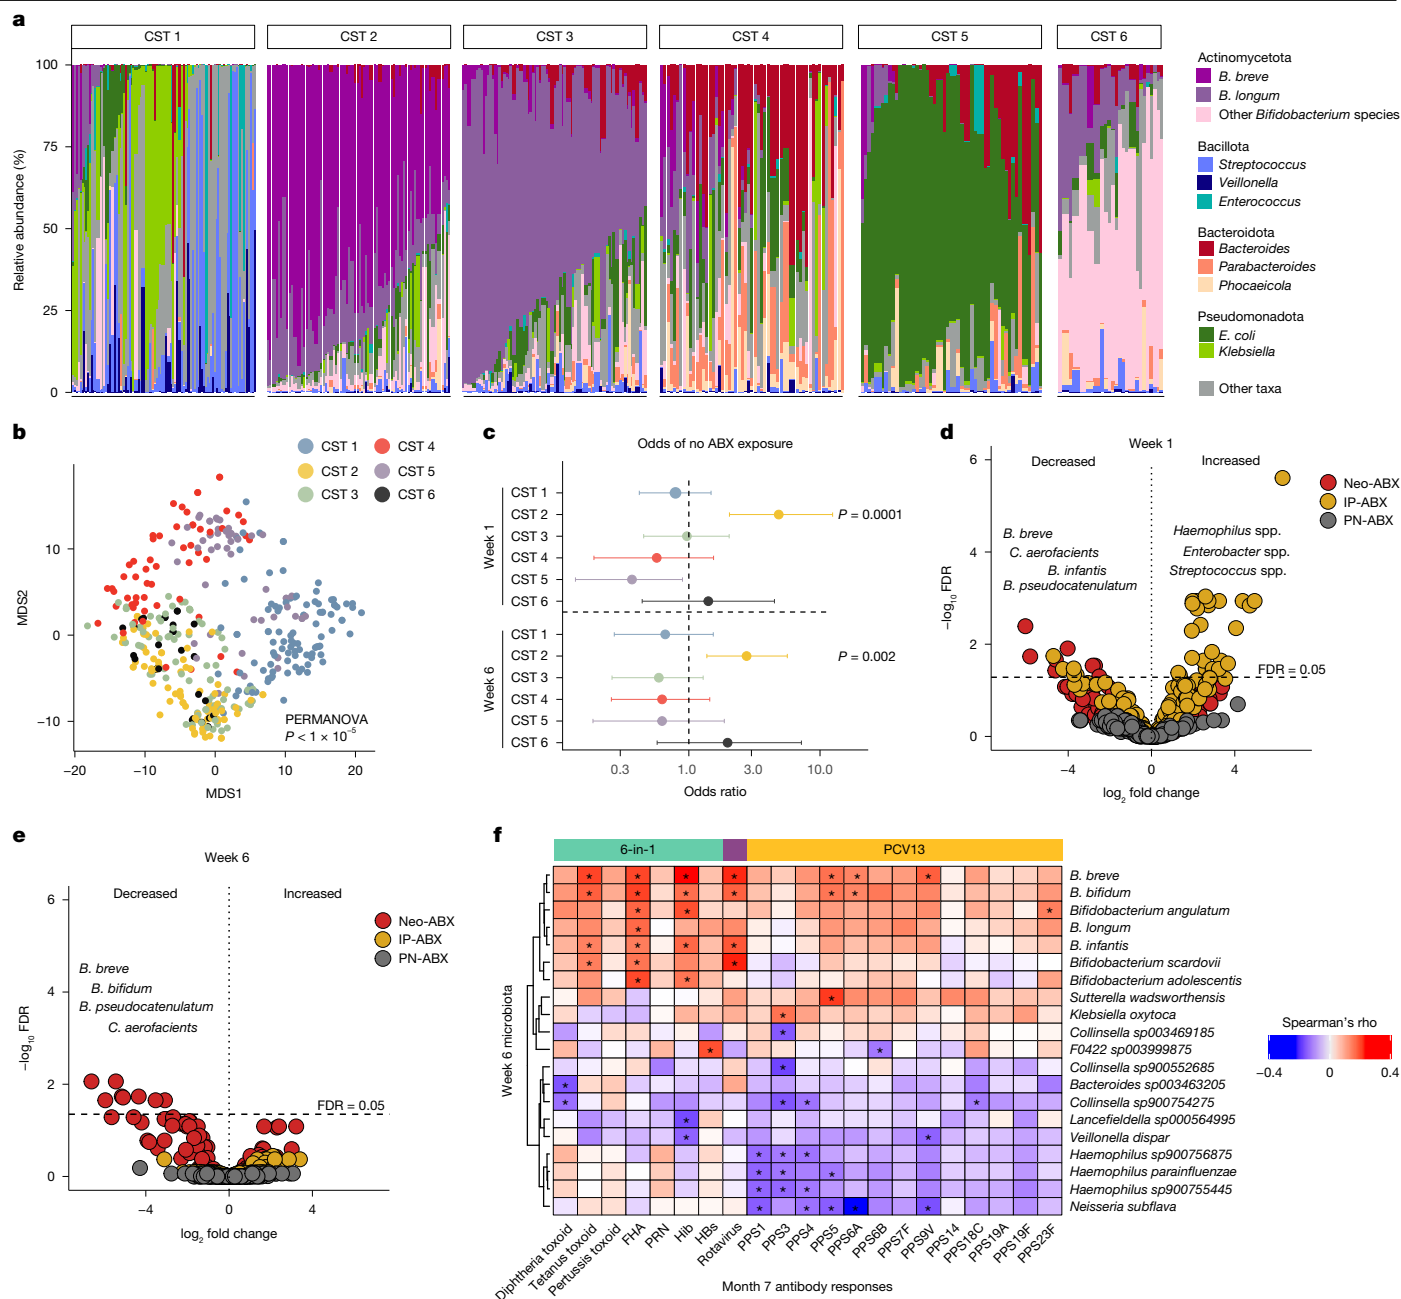 a
CST 1 CST 2 CST 3 CST 4 CST 5 CST 6
100
75
50
25
0
Relative abundance (%)
Actinomycetota
B. breve
B. longum
Other Bifidobacterium species
Bacillota
Streptococcus
Veillonella
Enterococcus
Bacteroidota
Bacteroides
Parabacteroides
Phocaeicola
Pseudomonadota
E. coli
Klebsiella
Other taxa
b
CST 1 CST 4
CST 2 CST 5
CST 3 CST 6
10
0
−10
MDS2
PERMANOVA
P < 1 × 10⁻⁵
−20 −10 0 10 20
MDS1
c
Odds of no ABX exposure
Week 1
CST 1
CST 2 P = 0.0001
CST 3
CST 4
CST 5
CST 6
Week 6
CST 1
CST 2 P = 0.002
CST 3
CST 4
CST 5
CST 6
0.3 1.0 3.0 10.0
Odds ratio
d
Week 1
Decreased Increased
Neo-ABX
IP-ABX
PN-ABX
B. breve
C. aerofacients
B. infantis
B. pseudocatenulatum
Haemophilus spp.
Enterobacter spp.
Streptococcus spp.
6
4
2
0
−log₁₀ FDR
FDR = 0.05
−4 0 4
log₂ fold change
e
Week 6
Decreased Increased
Neo-ABX
IP-ABX
PN-ABX
B. breve
B. bifidum
B. pseudocatenulatum
C. aerofacients
6
4
2
0
−log₁₀ FDR
FDR = 0.05
−4 0 4
log₂ fold change
f
6-in-1 PCV13
Week 6 microbiota
B. breve
B. bifidum
Bifidobacterium angulatum
B. longum
B. infantis
Bifidobacterium scardovii
Bifidobacterium adolescentis
Sutterella wadsworthensis
Klebsiella oxytoca
Collinsella sp003469185
F0422 sp003999875
Collinsella sp900552685
Bacteroides sp003463205
Collinsella sp900754275
Lancefieldella sp000564995
Veillonella dispar
Haemophilus sp900756875
Haemophilus parainfluenzae
Haemophilus sp900755445
Neisseria subflava
Diphtheria toxoid
Tetanus toxoid
Pertussis toxoid
FHA
PRN
Hib
HBs
Rotavirus
PPS1
PPS3
PPS4
PPS5
PPS6A
PPS6B
PPS7F
PPS9V
PPS14
PPS18C
PPS19A
PPS19F
PPS23F
Month 7 antibody responses
Spearman's rho
−0.4 0 0.4